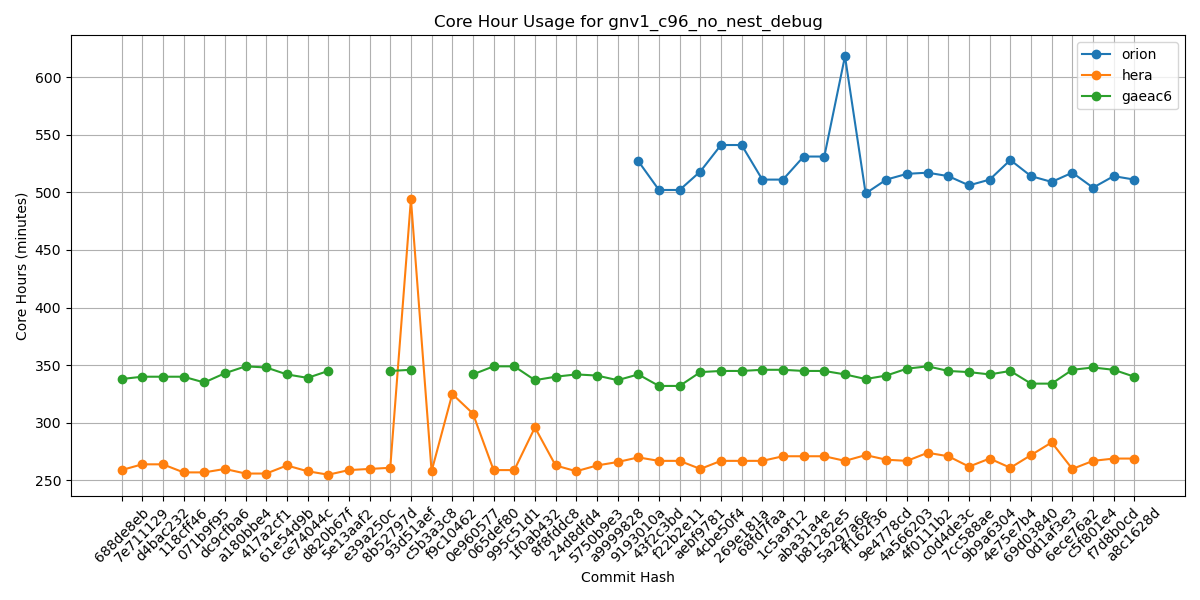 Core Hour Usage for gnv1_c96_no_nest_debug
orion
hera
gaeac6
Core Hours (minutes)
600
550
500
450
400
350
300
250
688de8eb
7e711129
d4bac232
118cff46
071b9f95
dc9cfba6
a180bbe4
417a2cf1
61e54d9b
ce74044c
d820b67f
5e13aaf2
e39a250c
8b52797d
93d51aef
c5b3a3c8
f9c10462
0e960577
065def80
995c51d1
1f0ab432
8f8fddc8
24d8dfd4
5750b9e3
a9999828
9193010a
43f2c3bd
f22b2e11
aebf9781
4cbe50f4
269e181a
68fd7faa
1c5a9f12
aba31a4e
b81282e5
5a297a6e
ff162f36
9e4778cd
4a566203
4f011b2
c0d4de3c
7cc588ae
9b9a6304
4e75e7b4
69d03840
0d1af3e3
6ece76a2
c5f801e4
f7d8b0cd
a8c1628d
Commit Hash